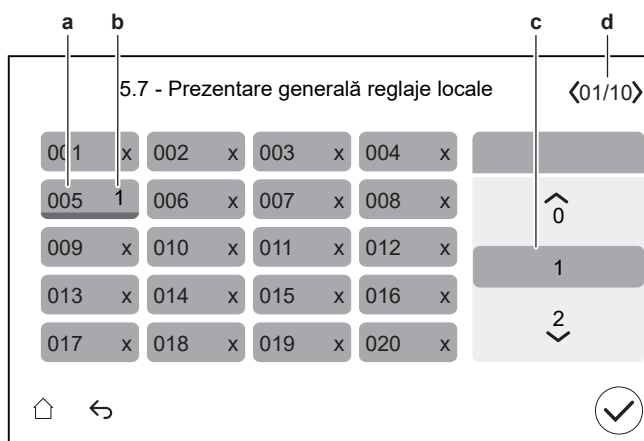 a b c d
5.7 - Prezentare generală reglaje locale 01/10
001 x 002 x 003 x 004 x
005 1 006 x 007 x 008 x 0
009 x 010 x 011 x 012 x 1
013 x 014 x 015 x 016 x 2
017 x 018 x 019 x 020 x